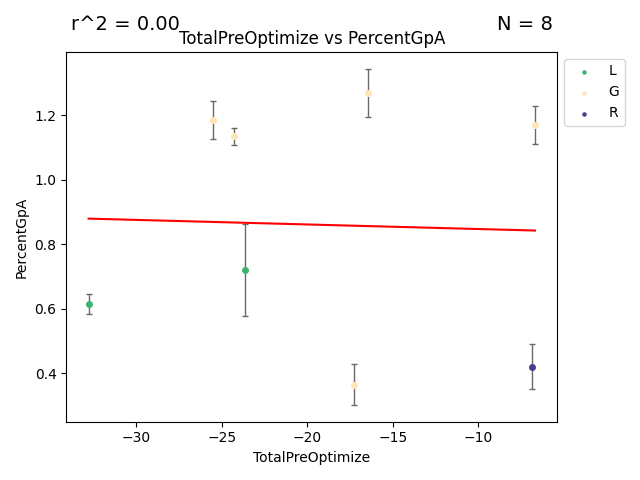 r^2 = 0.00
N = 8
TotalPreOptimize vs PercentGpA
L
G
R
1.2
1.0
0.8
0.6
0.4
PercentGpA
−30
−25
−20
−15
−10
TotalPreOptimize